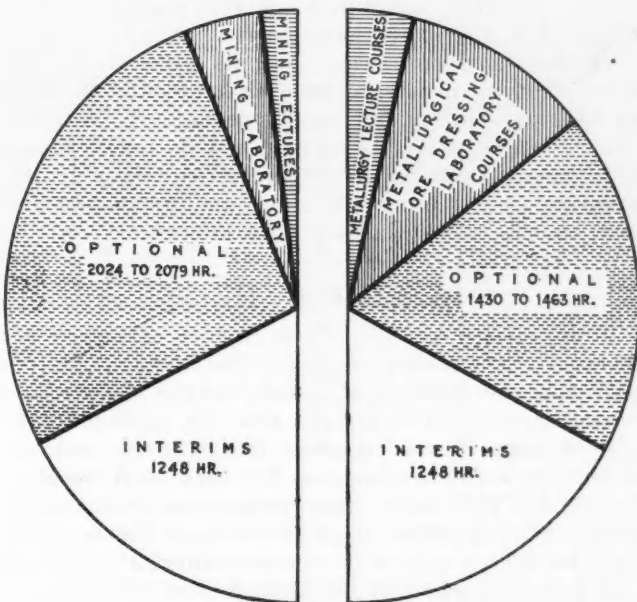 MINING LABORATORY
MINING LECTURES
OPTIONAL
2024 TO 2079 HR.
INTERIMS
1248 HR.
METALLURGY LECTURE COURSES
METALLURGICAL
ORE DRESSING
LABORATORY
COURSES
OPTIONAL
1430 TO 1463 HR.
INTERIMS
1248 HR.